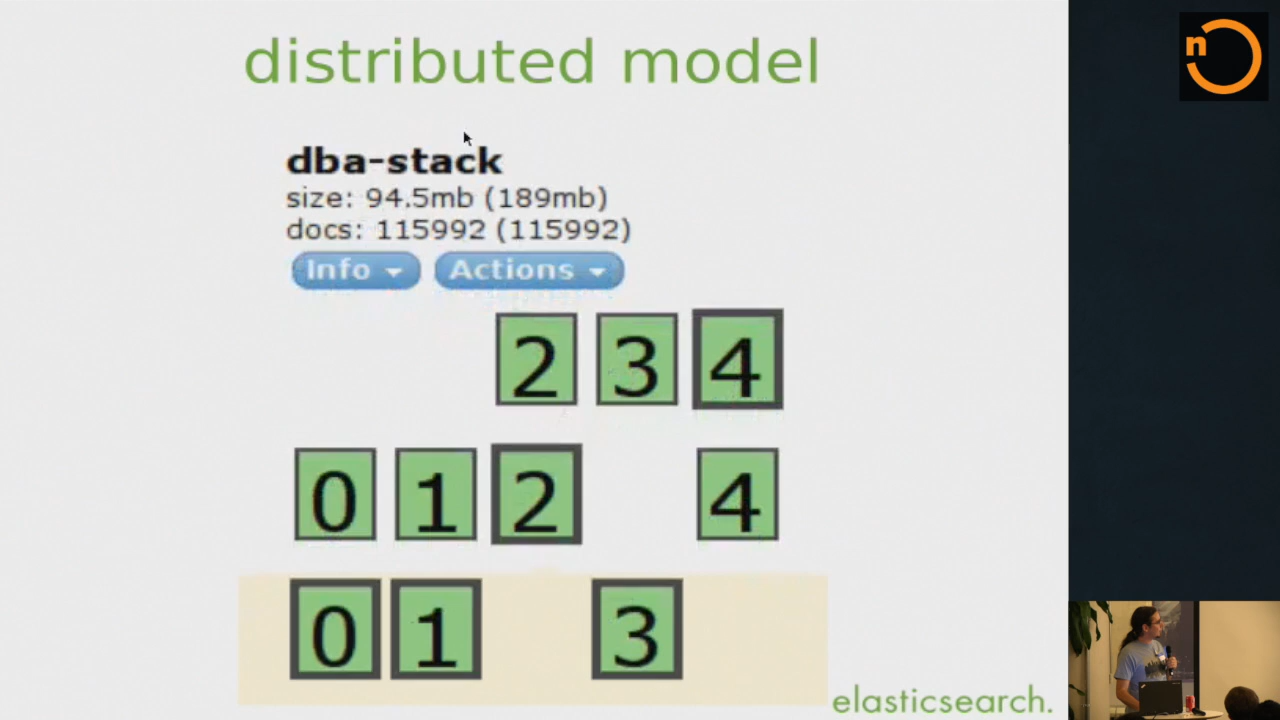 distributed model
n
dba-stack
size: 94.5mb (189mb)
docs: 115992 (115992)
Info Actions
2 3 4
0 1 2 4
0 1 3
elasticsearch.